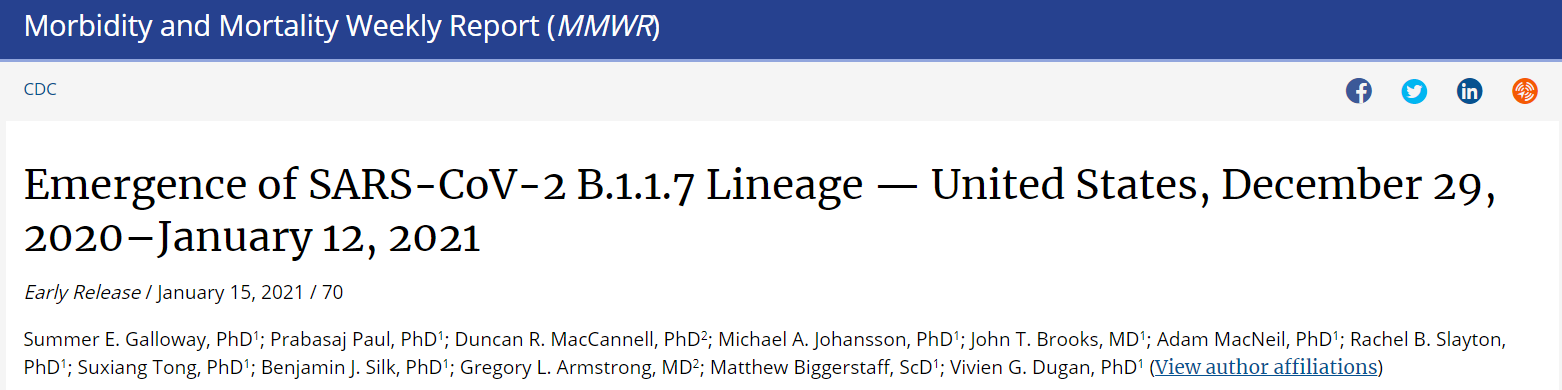 Morbidity and Mortality Weekly Report (MMWR)
CDC
Emergence of SARS-CoV-2 B.1.1.7 Lineage — United States, December 29,
2020–January 12, 2021
Early Release / January 15, 2021 / 70
Summer E. Galloway, PhD1; Prabasaj Paul, PhD1; Duncan R. MacCannell, PhD2; Michael A. Johansson, PhD1; John T. Brooks, MD1; Adam MacNeil, PhD1; Rachel B. Slayton,
PhD1; Suxiang Tong, PhD1; Benjamin J. Silk, PhD1; Gregory L. Armstrong, MD2; Matthew Biggerstaff, ScD1; Vivien G. Dugan, PhD1 (View author affiliations)